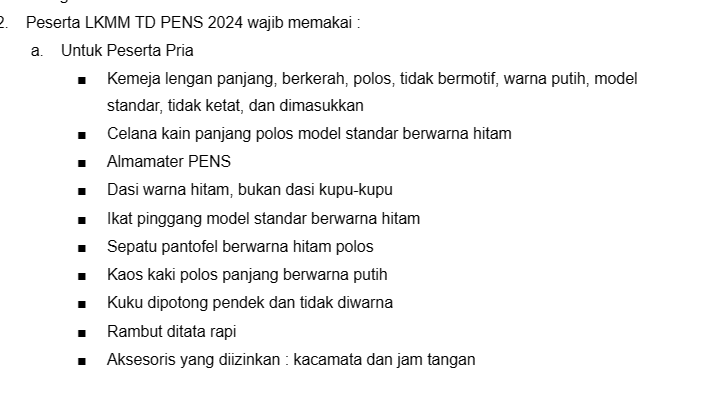 2. Peserta LKMM TD PENS 2024 wajib memakai :
a. Untuk Peserta Pria
■ Kemeja lengan panjang, berkerah, polos, tidak bermotif, warna putih, model
standar, tidak ketat, dan dimasukkan
■ Celana kain panjang polos model standar berwarna hitam
■ Almamater PENS
■ Dasi warna hitam, bukan dasi kupu-kupu
■ Ikat pinggang model standar berwarna hitam
■ Sepatu pantofel berwarna hitam polos
■ Kaos kaki polos panjang berwarna putih
■ Kuku dipotong pendek dan tidak diwarna
■ Rambut ditata rapi
■ Aksesoris yang diizinkan : kacamata dan jam tangan